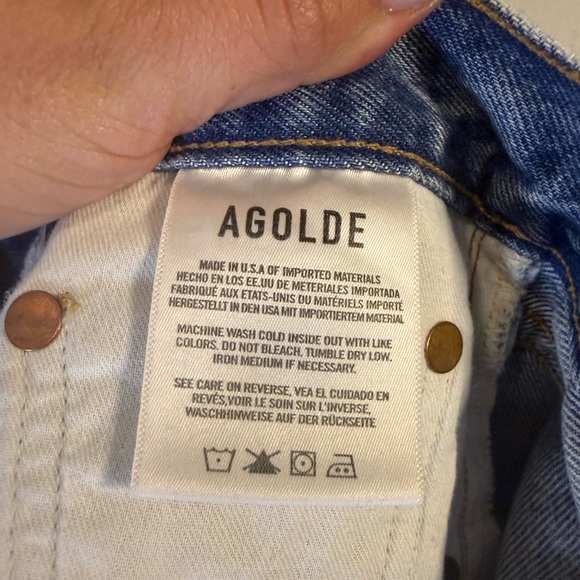 AGOLDE
MADE IN U.S.A OF IMPORTED MATERIALS
HECHO EN LOS EE.UU DE METERIALES IMPORTADA
FABRIQUÉ AUX ETATS-UNIS DU MATÉRIELS IMPORTÉ
HERGESTELLT IN DEN USA MIT IMPORTIERTEM MATERIAL
MACHINE WASH COLD INSIDE OUT WITH LIKE
COLORS. DO NOT BLEACH. TUMBLE DRY LOW.
IRON MEDIUM IF NECESSARY.
SEE CARE ON REVERSE, VEA EL CUIDADO EN
REVÉS,VOIR LE SOIN SUR L'INVERSE,
WASCHHINWEISE AUF DER RÜCKSEITE